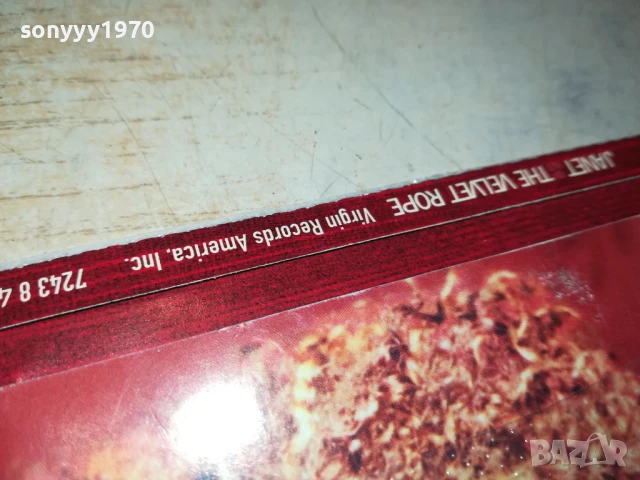 sonyyy1970
JANET THE VELVET ROPE Virgin Records America, Inc. 7243 8 4
BAZAR